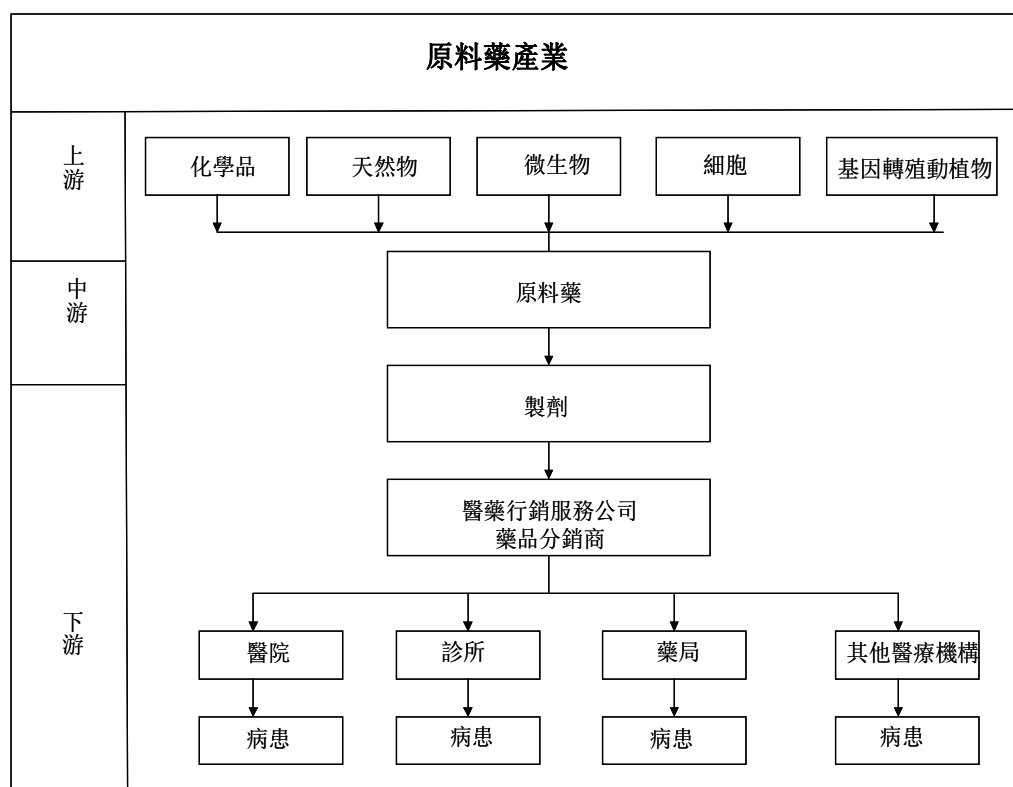 原料藥產業
上游
化學品
天然物
微生物
細胞
基因轉殖動植物
中游
原料藥
製劑
醫藥行銷服務公司
藥品分銷商
下游
醫院
診所
藥局
其他醫療機構
病患
病患
病患
病患